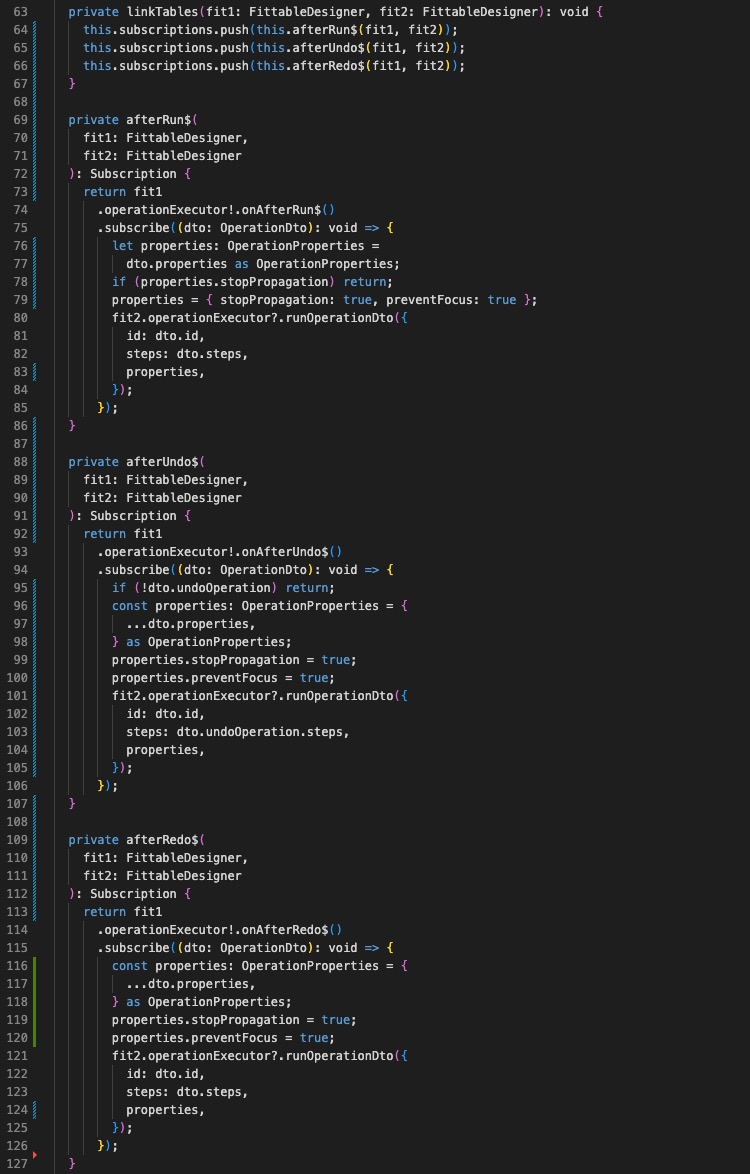 63 private linkTables(fit1: FittableDesigner, fit2: FittableDesigner): void {
64 this.subscriptions.push(this.afterRun$(fit1, fit2));
65 this.subscriptions.push(this.afterUndo$(fit1, fit2));
66 this.subscriptions.push(this.afterRedo$(fit1, fit2));
67 }
68
69 private afterRun$(
70 fit1: FittableDesigner,
71 fit2: FittableDesigner
72 ): Subscription {
73 return fit1
74 .operationExecutor!.onAfterRun$()
75 .subscribe((dto: OperationDto): void => {
76 let properties: OperationProperties =
77 dto.properties as OperationProperties;
78 if (properties.stopPropagation) return;
79 properties = { stopPropagation: true, preventFocus: true };
80 fit2.operationExecutor?.runOperationDto({
81 id: dto.id,
82 steps: dto.steps,
83 properties,
84 });
85 });
86 }
87
88 private afterUndo$(
89 fit1: FittableDesigner,
90 fit2: FittableDesigner
91 ): Subscription {
92 return fit1
93 .operationExecutor!.onAfterUndo$()
94 .subscribe((dto: OperationDto): void => {
95 if (!dto.undoOperation) return;
96 const properties: OperationProperties = {
97 ...dto.properties,
98 } as OperationProperties;
99 properties.stopPropagation = true;
100 properties.preventFocus = true;
101 fit2.operationExecutor?.runOperationDto({
102 id: dto.id,
103 steps: dto.undoOperation.steps,
104 properties,
105 });
106 });
107 }
108
109 private afterRedo$(
110 fit1: FittableDesigner,
111 fit2: FittableDesigner
112 ): Subscription {
113 return fit1
114 .operationExecutor!.onAfterRedo$()
115 .subscribe((dto: OperationDto): void => {
116 const properties: OperationProperties = {
117 ...dto.properties,
118 } as OperationProperties;
119 properties.stopPropagation = true;
120 properties.preventFocus = true;
121 fit2.operationExecutor?.runOperationDto({
122 id: dto.id,
123 steps: dto.steps,
124 properties,
125 });
126 });
127 }